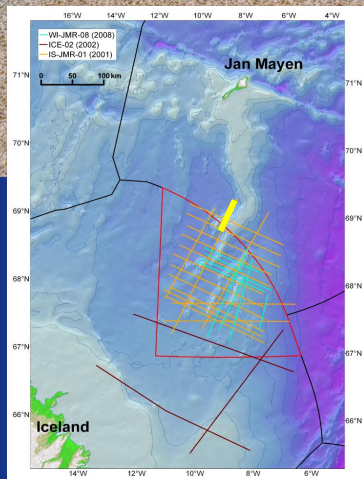 16°W 14°W 12°W 10°W 8°W 6°W
WI-JMR-08 (2008)
ICE-02 (2002)
IS-JMR-01 (2001)
0 50 100 km
Jan Mayen
71°N 71°N
70°N 70°N
69°N 69°N
68°N 68°N
67°N 67°N
66°N 66°N
Iceland
14°W 12°W 10°W 8°W 6°W